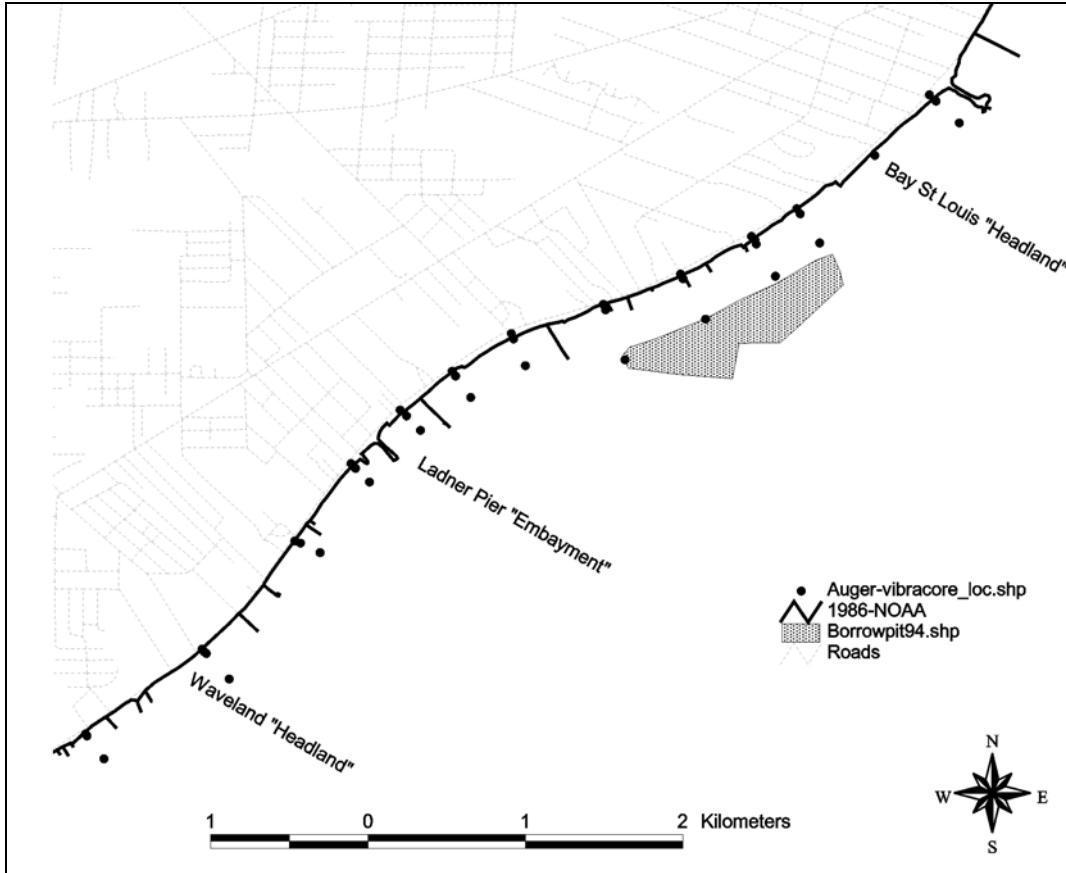 Bay St Louis "Headland"
Ladner Pier "Embayment"
Waveland "Headland"
Auger-vibracore_loc.shp
1986-NOAA
Borrowpit94.shp
Roads
N
W E
S
1 0 1 2 Kilometers